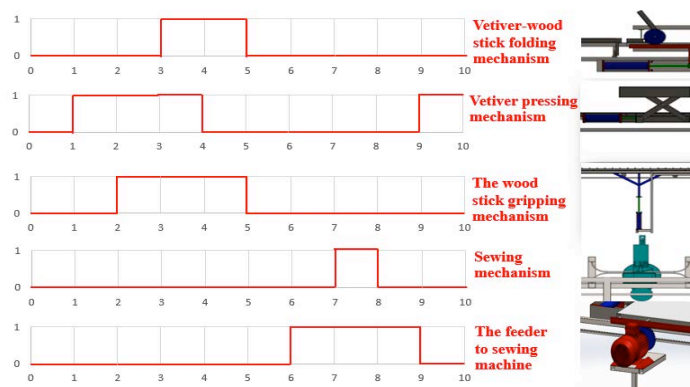 1
Vetiver-wood
stick folding
mechanism
0
0 1 2 3 4 5 6 7 8 9 10
1
Vetiver pressing
mechanism
0
0 1 2 3 4 5 6 7 8 9 10
1
The wood
stick gripping
mechanism
0
0 1 2 3 4 5 6 7 8 9 10
1
Sewing
mechanism
0
0 1 2 3 4 5 6 7 8 9 10
1
The feeder
to sewing
machine
0
0 1 2 3 4 5 6 7 8 9 10